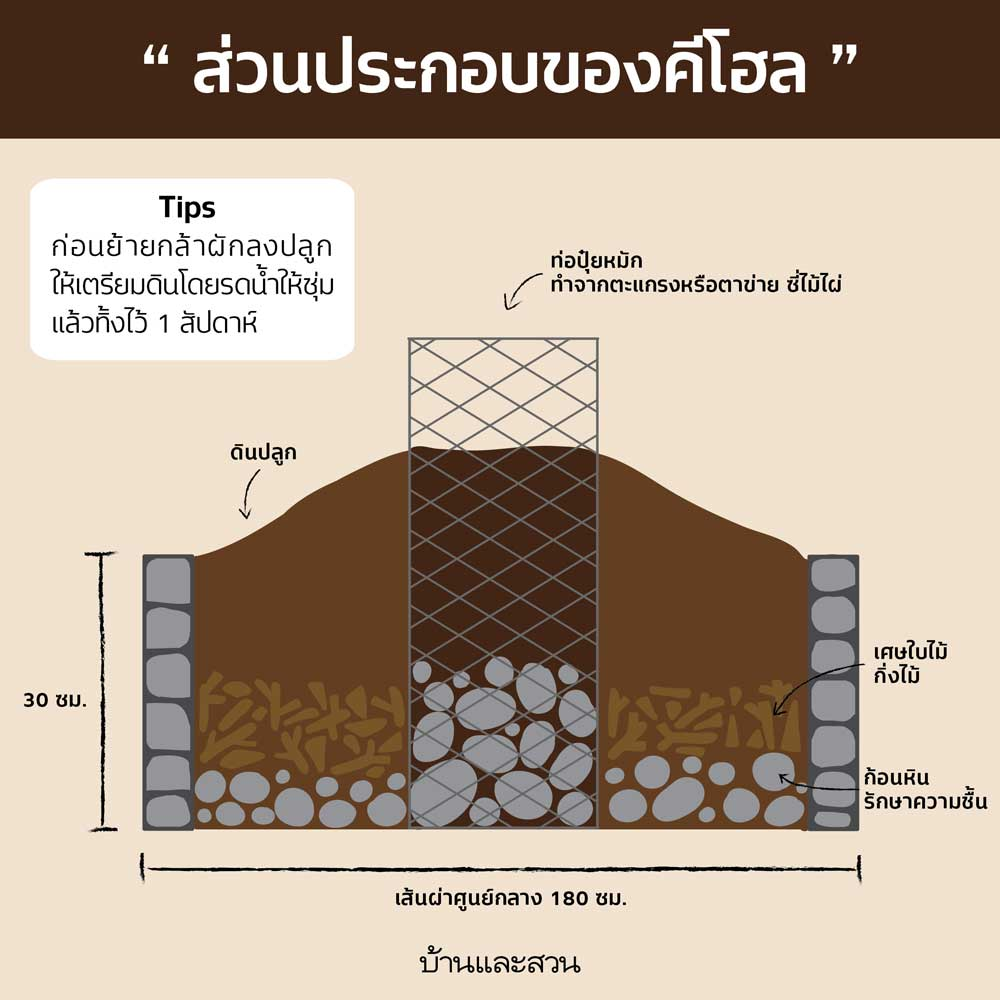 “ ส่วนประกอบของคีโฮล ”
Tips
ก่อนย้ายกล้าผักลงปลูก
ให้เตรียมดินโดยรดน้ำให้ชุ่ม
แล้วทิ้งไว้ 1 สัปดาห์
ท่อปุ๋ยหมัก
ทำจากตะแกรงหรือตาข่าย ซี่ไม้ไผ่
ดินปลูก
เศษใบไม้
กิ่งไม้
30 ซม.
ก้อนหิน
รักษาความชื้น
เส้นผ่าศูนย์กลาง 180 ซม.
บ้านและสวน